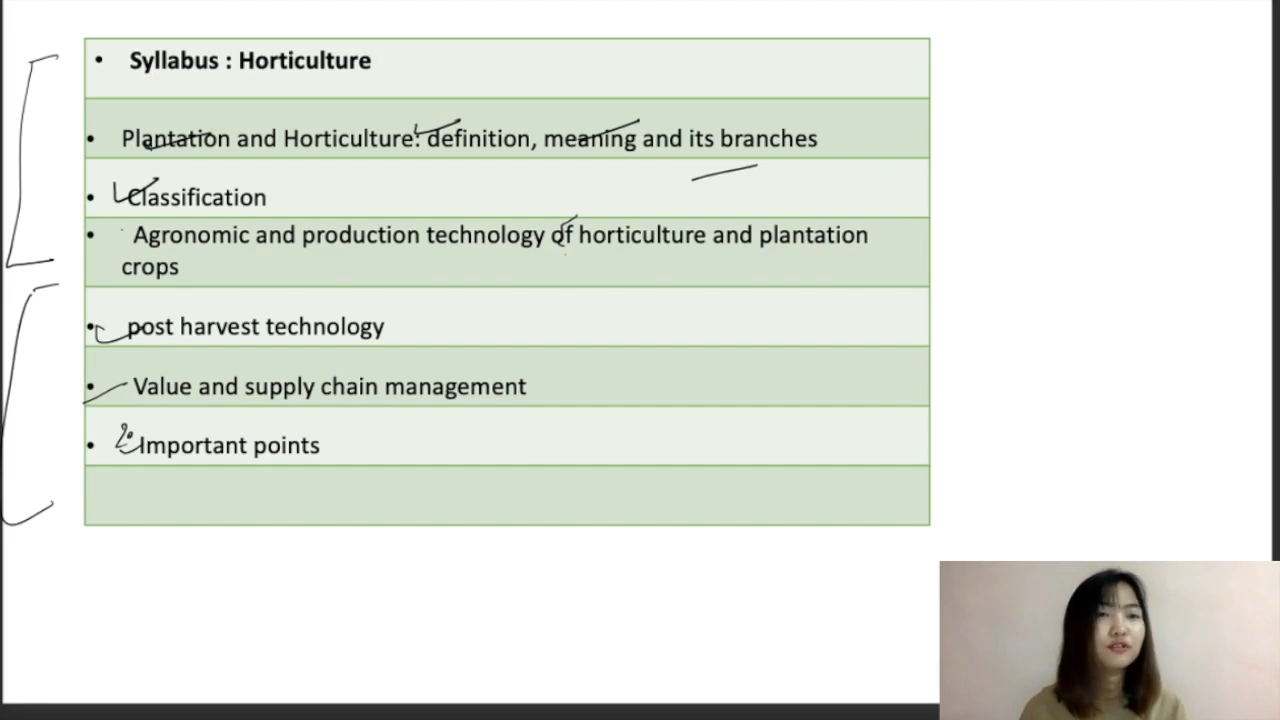 • Syllabus : Horticulture
• Plantation and Horticulture: definition, meaning and its branches
• Classification
• Agronomic and production technology of horticulture and plantation
crops
• post harvest technology
• Value and supply chain management
• Important points